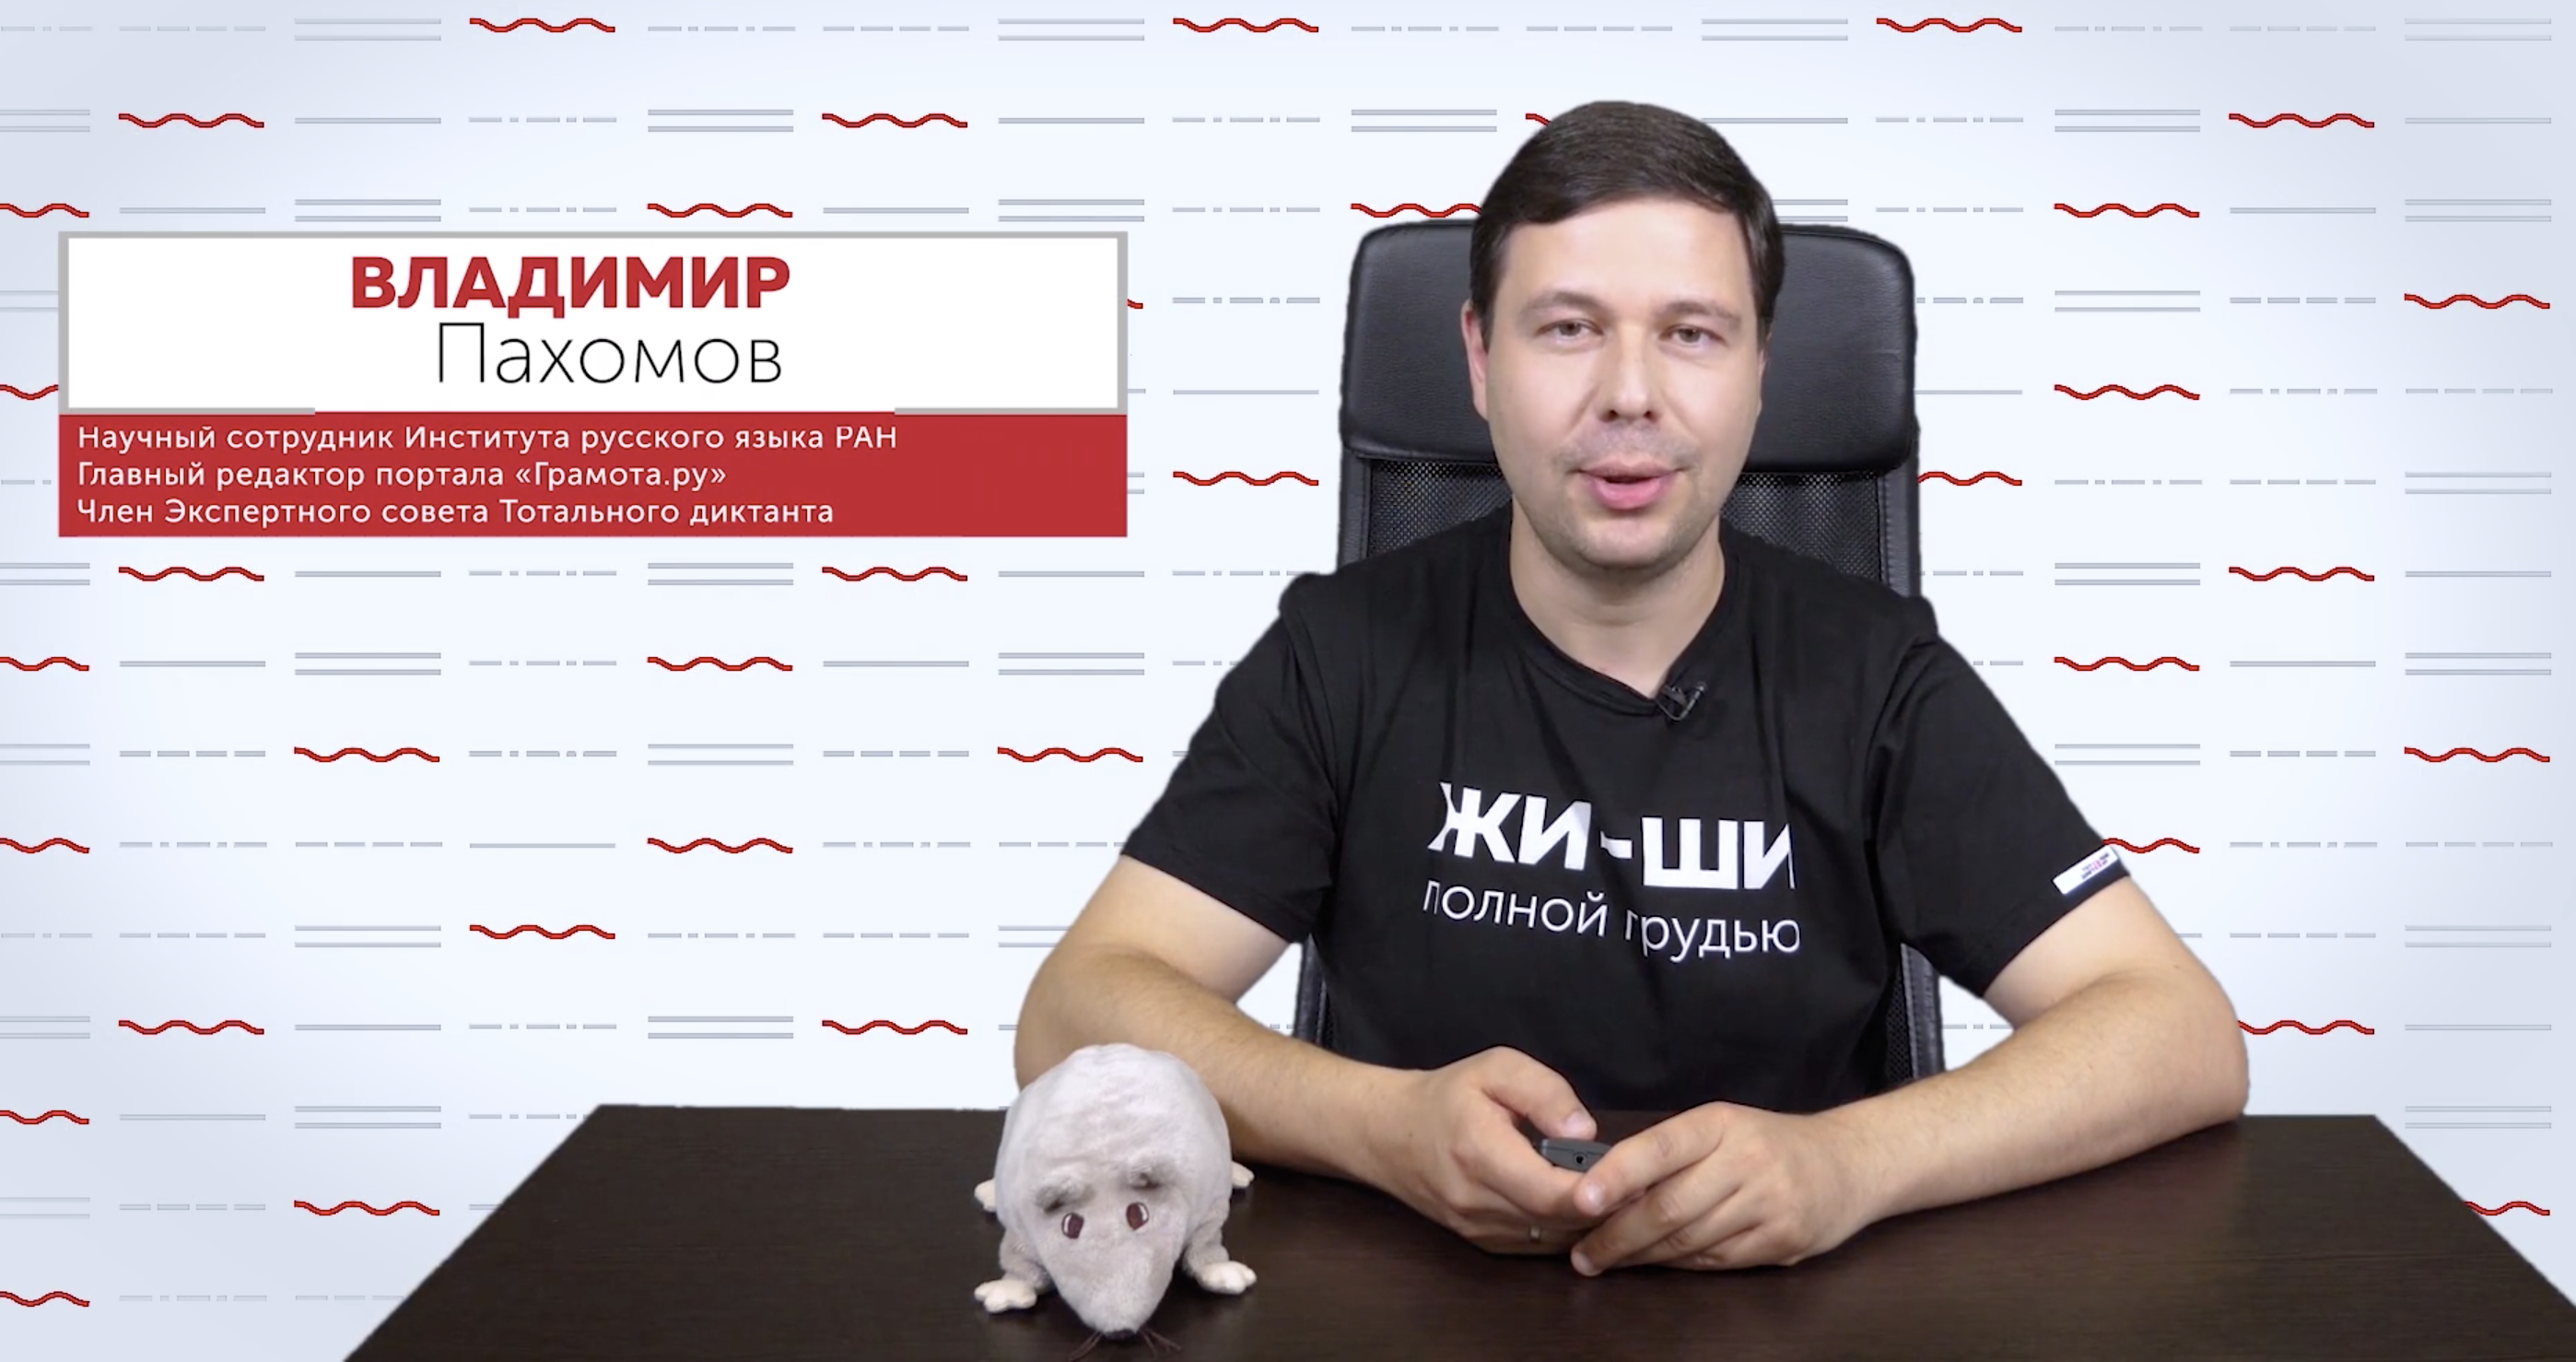 ВЛАДИМИР
Пахомов
Научный сотрудник Института русского языка РАН
Главный редактор портала «Грамота.ру»
Член Экспертного совета Тотального диктанта
ЖИ-ШИ
ПОЛНОЙ ГРУДЬЮ